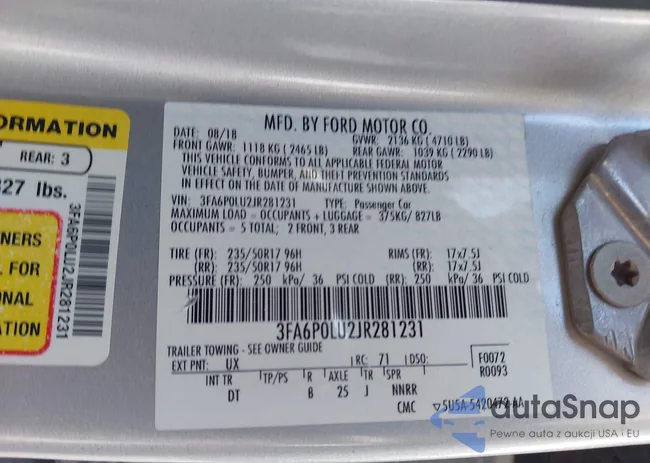 ORMATION
REAR: 3
827 lbs.
NERS
FOR
ONAL
N.
3FA6P0LU2JR281231
MFD. BY FORD MOTOR CO.
DATE: 08/18 GVWR: 2136 KG (4710 LB)
FRONT GAWR: 1118 KG (2465 LB) REAR GAWR: 1039 KG (2290 LB)
THIS VEHICLE CONFORMS TO ALL APPLICABLE FEDERAL MOTOR
VEHICLE SAFETY, BUMPER, AND THEFT PREVENTION STANDARDS
IN EFFECT ON THE DATE OF MANUFACTURE SHOWN ABOVE.
VIN: 3FA6P0LU2JR281231 TYPE: Passenger Car
MAXIMUM LOAD = OCCUPANTS + LUGGAGE = 375KG/ 827LB
OCCUPANTS = 5 TOTAL; 2 FRONT, 3 REAR
TIRE (FR): 235/50R17 96H RIMS (FR): 17x7.5J
(RR): 235/50R17 96H (RR): 17x7.5J
PRESSURE (FR): 250 kPa/ 36 PSI COLD (RR): 250 kPa/ 36 PSI COLD
3FA6P0LU2JR281231
TRAILER TOWING - SEE OWNER GUIDE
EXT PNT: UX RC: 71 DSO: F0072
R0093
INT TR TP/PS R AXLE TR SPR
DT B 25 J NNRR
CMC ▽5U5A-5420472-AA
autaSnap
Pewne auta z aukcji USA i EU